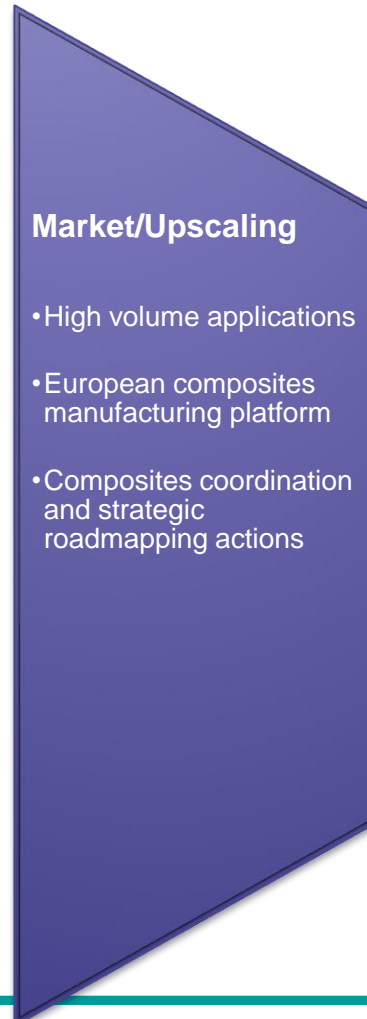 Market/Upscaling
•High volume applications
•European composites
manufacturing platform
•Composites coordination
and strategic
roadmapping actions